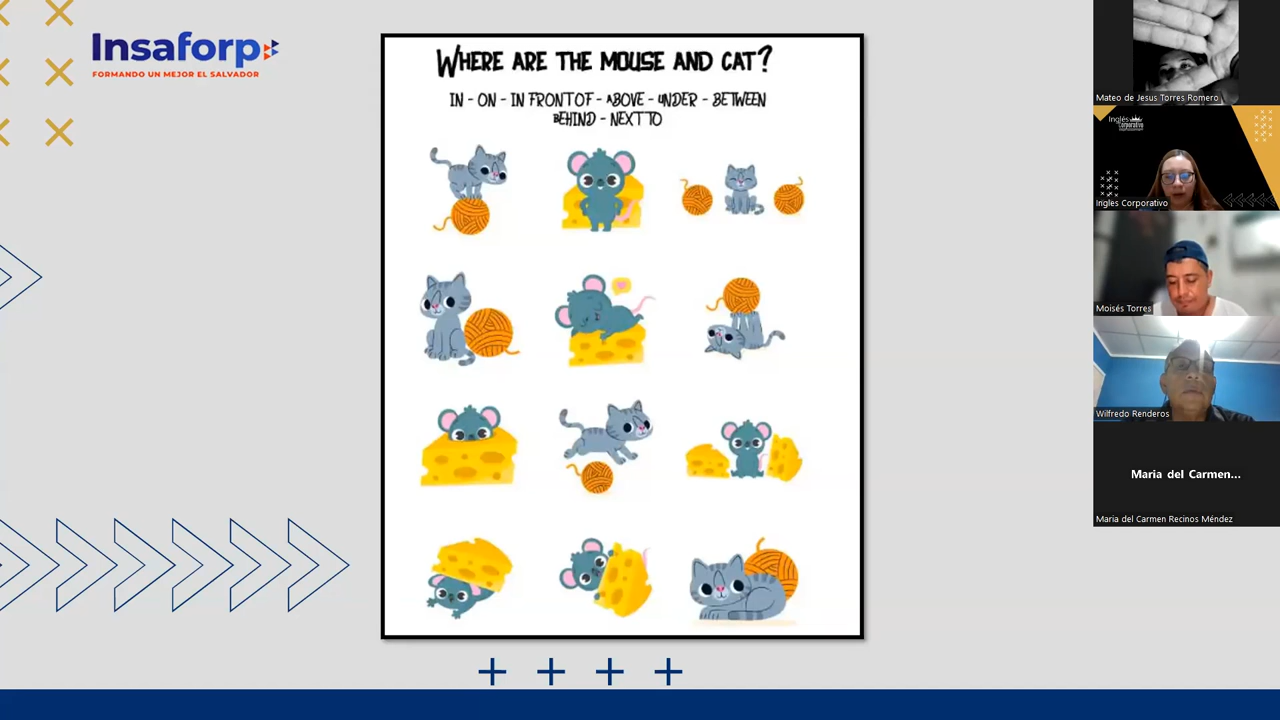 Insaforp
FORMANDO UN MEJOR EL SALVADOR
WHERE ARE THE MOUSE AND CAT?
IN - ON - IN FRONT OF - ABOVE - UNDER - BETWEEN
BEHIND - NEXT TO
Mateo de Jesus Torres Romero
Inglés
Corporativo
Ingles Corporativo
Moisés Torres
Wilfredo Renderos
Maria del Carmen...
Maria del Carmen Recinos Méndez